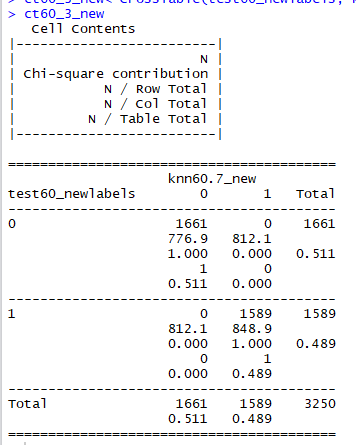 > ct60_3_new
Cell Contents
|-------------------------|
| N |
| Chi-square contribution |
| N / Row Total |
| N / Col Total |
| N / Table Total |
|-------------------------|
==========================================
knn60.7_new
test60_newlabels 0 1 Total
------------------------------------------
0 1661 0 1661
776.9 812.1
1.000 0.000 0.511
1 0
0.511 0.000
------------------------------------------
1 0 1589 1589
812.1 848.9
0.000 1.000 0.489
0 1
0.000 0.489
------------------------------------------
Total 1661 1589 3250
0.511 0.489
==========================================